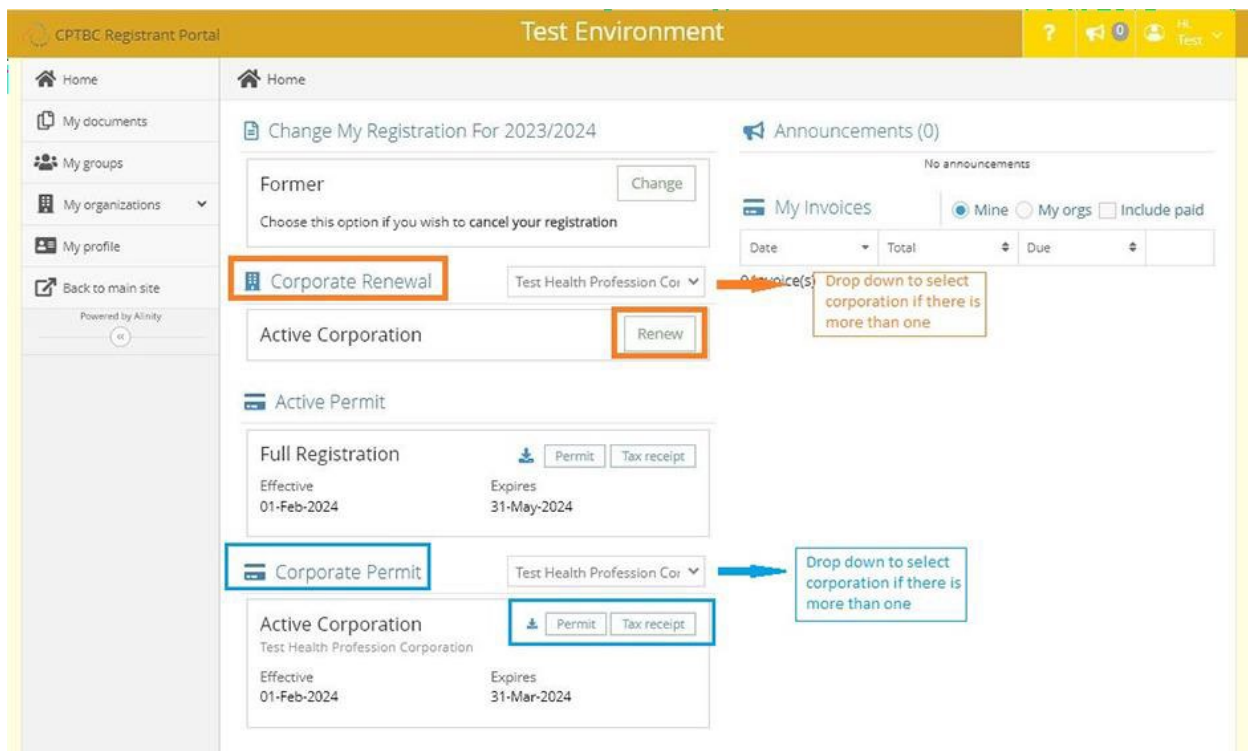 CPTBC Registrant Portal
Test Environment
?
0
Hi,
Test
Home
My documents
My groups
My organizations
My profile
Back to main site
Powered by Alinity
Home
Change My Registration For 2023/2024
Former
Change
Choose this option if you wish to cancel your registration
Corporate Renewal
Test Health Profession Cor
Active Corporation
Renew
Active Permit
Full Registration
Permit
Tax receipt
Effective
Expires
01-Feb-2024
31-May-2024
Corporate Permit
Test Health Profession Cor
Active Corporation
Permit
Tax receipt
Test Health Profession Corporation
Effective
Expires
01-Feb-2024
31-Mar-2024
Announcements (0)
No announcements
My Invoices
Mine
My orgs
Include paid
Date
Total
Due
Drop down to select
corporation if there is
more than one
Drop down to select
corporation if there is
more than one